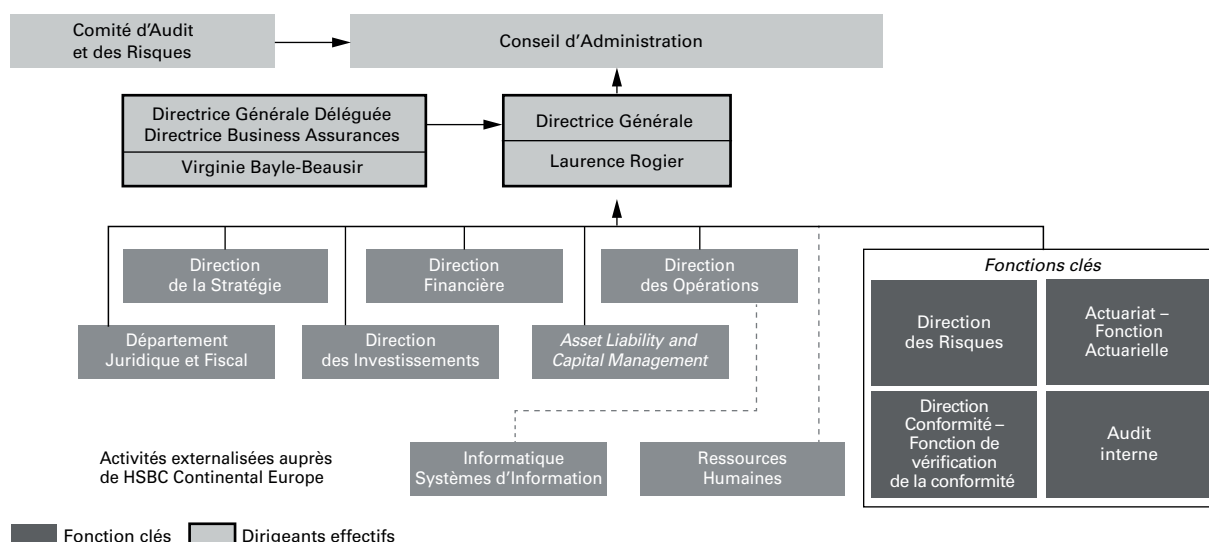 Comité d’Audit
et des Risques
Conseil d’Administration
Directrice Générale Déléguée
Directrice Business Assurances
Virginie Bayle-Beausir
Directrice Générale
Laurence Rogier
Direction
de la Stratégie
Direction
Financière
Direction
des Opérations
Département
Juridique et Fiscal
Direction
des Investissements
Asset Liability and
Capital Management
Fonctions clés
Direction
des Risques
Actuariat –
Fonction
Actuarielle
Direction
Conformité –
Fonction de
vérification
de la conformité
Audit
interne
Activités externalisées auprès
de HSBC Continental Europe
Informatique
Systèmes d’Information
Ressources
Humaines
Fonction clés
Dirigeants effectifs